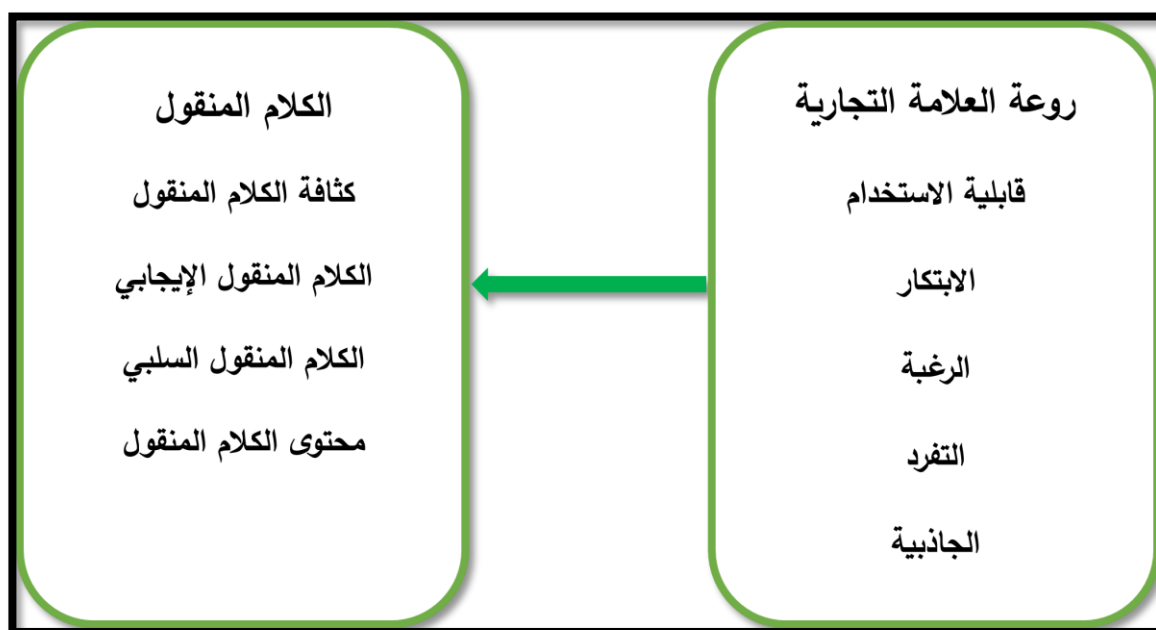 روعة العلامة التجارية
قابلية الاستخدام
الابتكار
الرغبة
التفرد
الجاذبية
الكلام المنقول
كثافة الكلام المنقول
الكلام المنقول الإيجابي
الكلام المنقول السلبي
محتوى الكلام المنقول